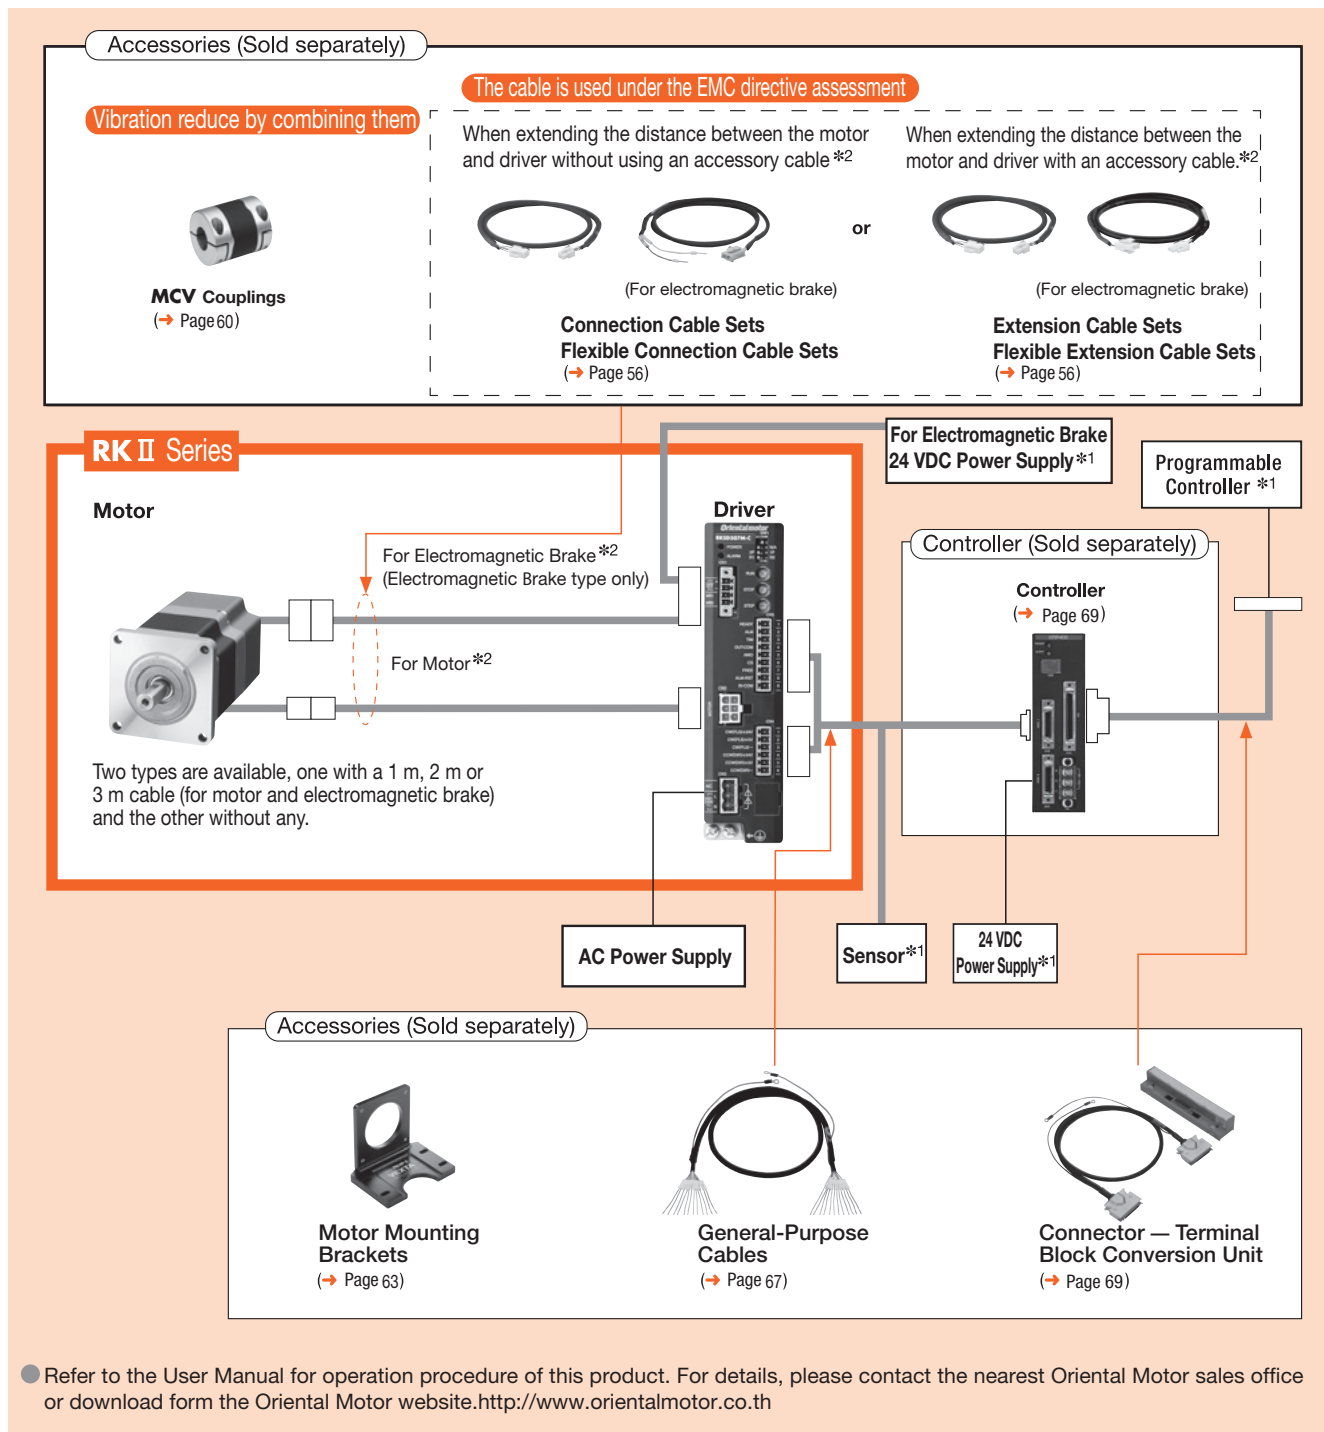 Accessories (Sold separately)
The cable is used under the EMC directive assessment
Vibration reduce by combining them
When extending the distance between the motor
and driver without using an accessory cable*2
When extending the distance between the
motor and driver with an accessory cable.*2
or
MCV Couplings
(➜ Page 60)
(For electromagnetic brake)
Connection Cable Sets
Flexible Connection Cable Sets
(➜ Page 56)
(For electromagnetic brake)
Extension Cable Sets
Flexible Extension Cable Sets
(➜ Page 56)
RK II Series
For Electromagnetic Brake
24 VDC Power Supply*1
Programmable
Controller *1
Motor
Driver
For Electromagnetic Brake*2
(Electromagnetic Brake type only)
For Motor*2
Controller (Sold separately)
Controller
(➜ Page 69)
Two types are available, one with a 1 m, 2 m or
3 m cable (for motor and electromagnetic brake)
and the other without any.
AC Power Supply
Sensor*1
24 VDC
Power Supply*1
Accessories (Sold separately)
Motor Mounting
Brackets
(➜ Page 63)
General-Purpose
Cables
(➜ Page 67)
Connector — Terminal
Block Conversion Unit
(➜ Page 69)
Refer to the User Manual for operation procedure of this product. For details, please contact the nearest Oriental Motor sales office
or download form the Oriental Motor website.http://www.orientalmotor.co.th